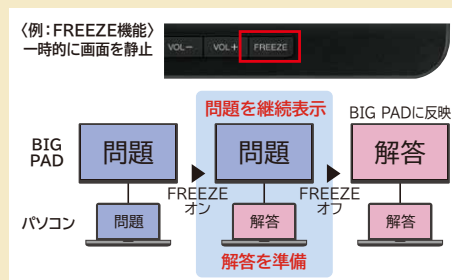 〈例：FREEZE機能〉
一時的に画面を静止
VOL− VOL+ FREEZE
問題を継続表示
BIG PADに反映
BIG
PAD
問題 問題 解答
FREEZE
オン
FREEZE
オフ
パソコン
問題 解答 解答
解答を準備